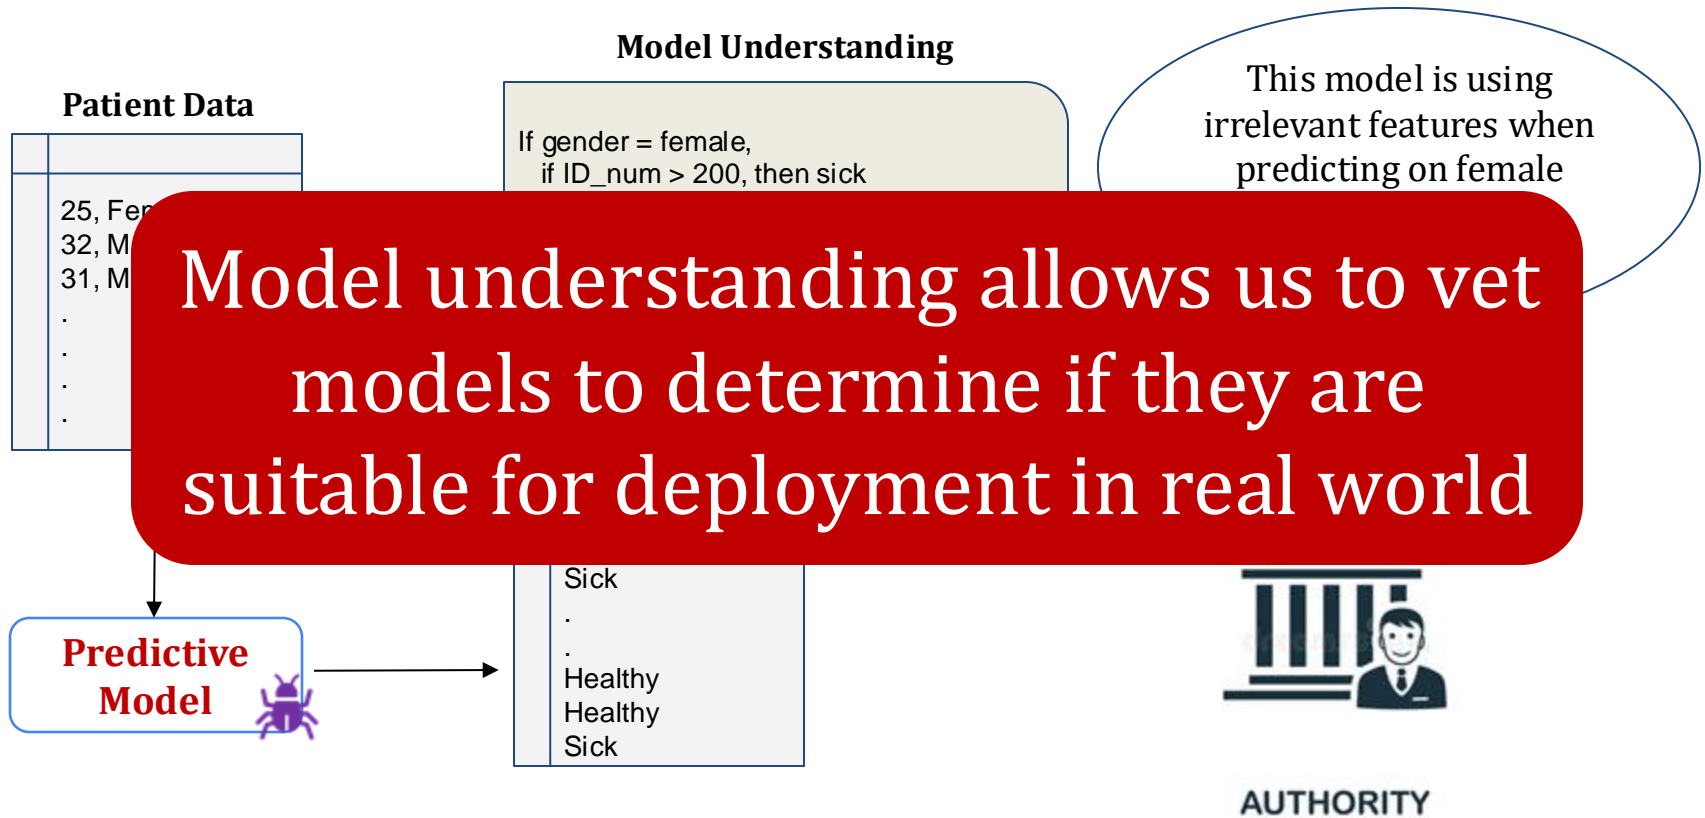 Model Understanding
Patient Data
If gender = female,
if ID_num > 200, then sick
This model is using
irrelevant features when
predicting on female
25,
32, M
31, M
.
.
.
.
Model understanding allows us to vet
models to determine if they are
suitable for deployment in real world
Sick
.
.
Healthy
Healthy
Sick
Predictive
Model
AUTHORITY